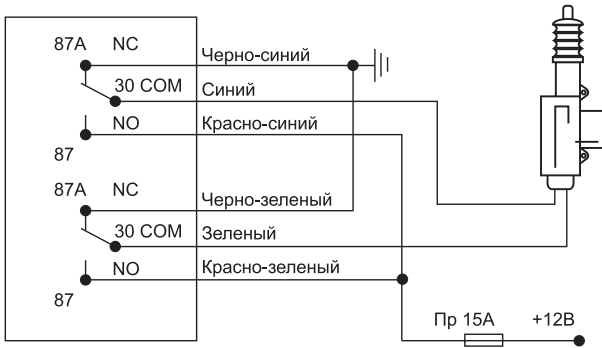 87A NC
Черно-синий
30 COM
Синий
NO
Красно-синий
87
87A NC
Черно-зеленый
30 COM
Зеленый
NO
Красно-зеленый
87
Пр 15А +12В